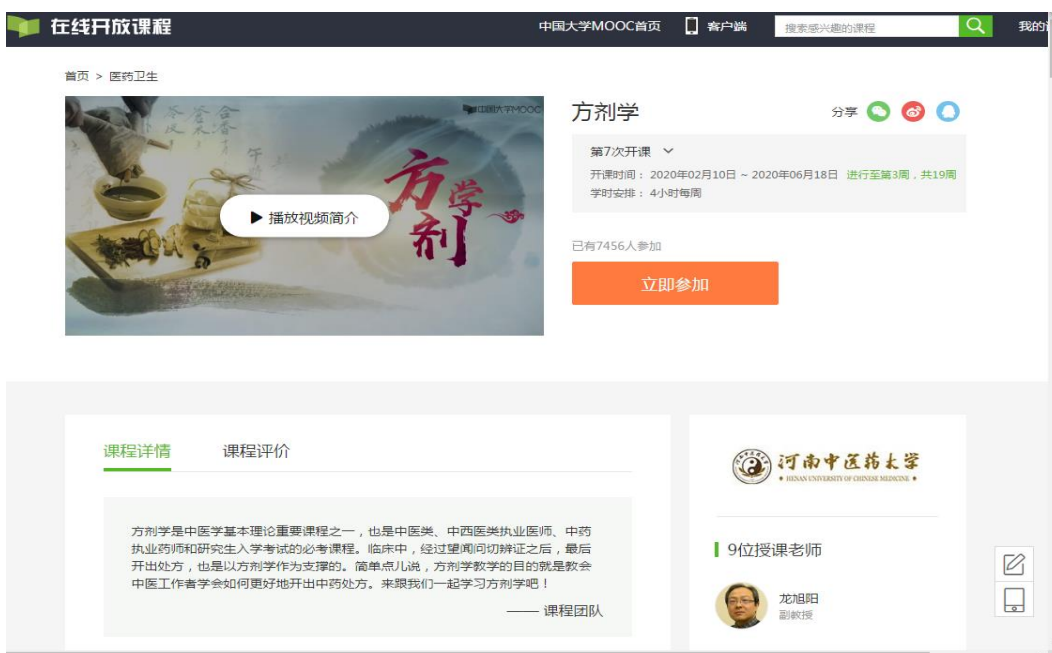 在线开放课程
中国大学MOOC首页 客户端 搜索感兴趣的课程 我的
首页 > 医药卫生
中国大学MOOC
方剂学
播放视频简介
方剂学 分享
第7次开课
开课时间： 2020年02月10日 ~ 2020年06月18日 进行至第3周，共19周
学时安排： 4小时每周
已有7456人参加
立即参加
课程详情 课程评价
方剂学是中医学基本理论重要课程之一，也是中医类、中西医类执业医师、中药
执业药师和研究生入学考试的必考课程。临床中，经过望闻问切辨证之后，最后
开出处方，也是以方剂学作为支撑的。简单点儿说，方剂学教学的目的就是教会
中医工作者学会如何更好地开出中药处方。来跟我们一起学习方剂学吧！
—— 课程团队
河南中医药大学
HENAN UNIVERSITY OF CHINESE MEDICINE
9位授课老师
龙旭阳
副教授